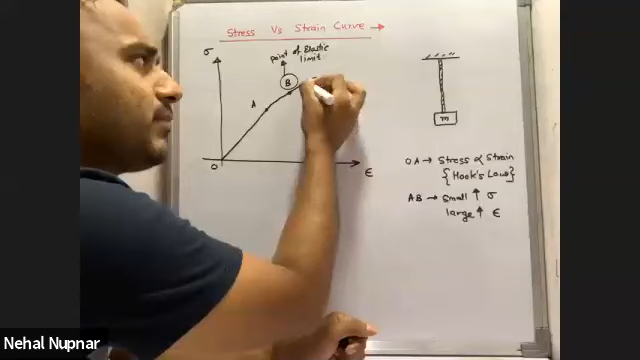 Stress Vs Strain Curve →
σ
point of Elastic
limit
B
A
O
ϵ
m
OA → Stress ∝ Strain
{Hook's Law}
AB → Small ↑ σ
large ↑ ϵ
Nehal Nupnar